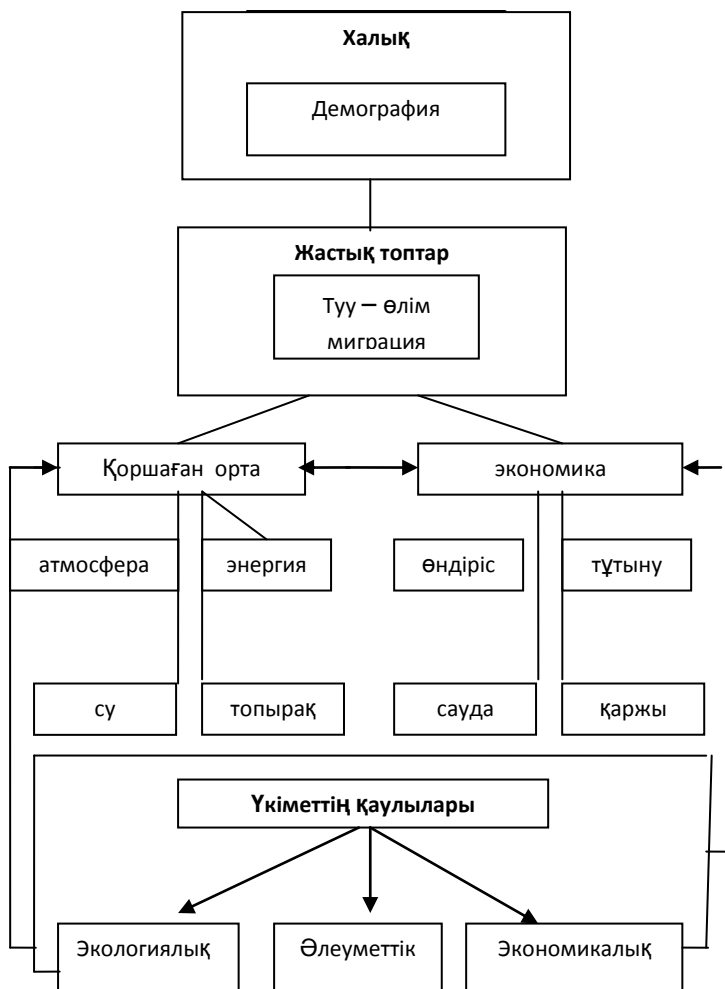 Халық
Демография
Жастық топтар
Туу – өлім
миграция
Қоршаған орта
экономика
атмосфера
энергия
өндіріс
тұтыну
су
топырақ
сауда
қаржы
Үкіметтің қаулылары
Экологиялық
Әлеуметтік
Экономикалық